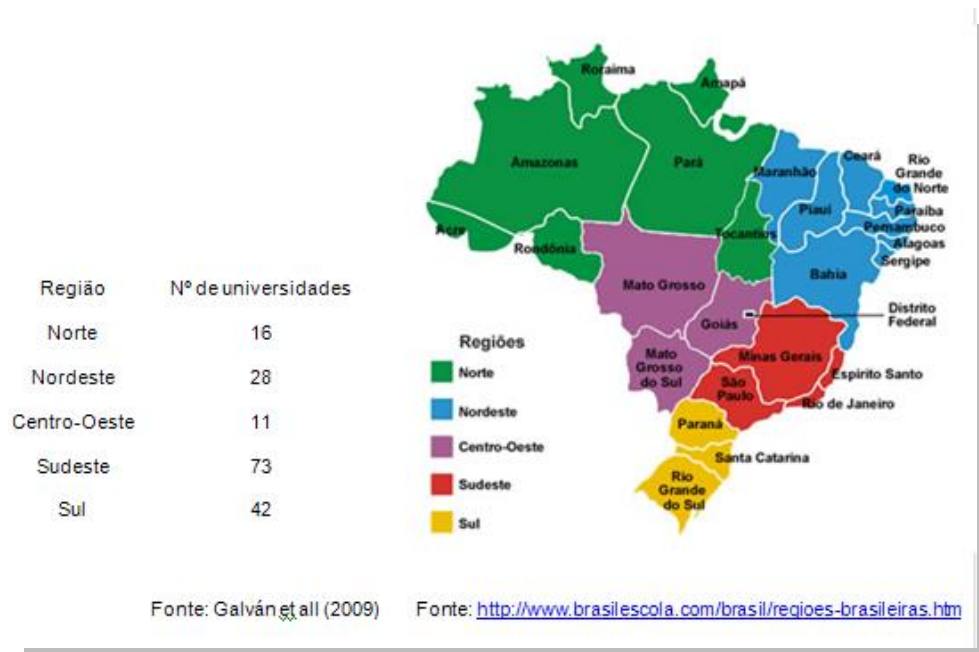 Região Nº de universidades
Norte 16
Nordeste 28
Centro-Oeste 11
Sudeste 73
Sul 42
Roraima
Amapá
Amazonas
Pará
Maranhão
Ceará
Rio
Grande
do Norte
Piaui
Paraíba
Pernambuco
Alagoas
Sergipe
Acre
Rondônia
Tocantins
Bahia
Mato Grosso
Distrito
Federal
Goiás
Mato
Grosso
do Sul
Minas Gerais
Espirito Santo
São
Paulo
Rio de Janeiro
Paraná
Santa Catarina
Rio
Grande
do Sul
Regiões
Norte
Nordeste
Centro-Oeste
Sudeste
Sul
Fonte: Galván et all (2009)
Fonte: http://www.brasilescola.com/brasil/regioes-brasileiras.htm